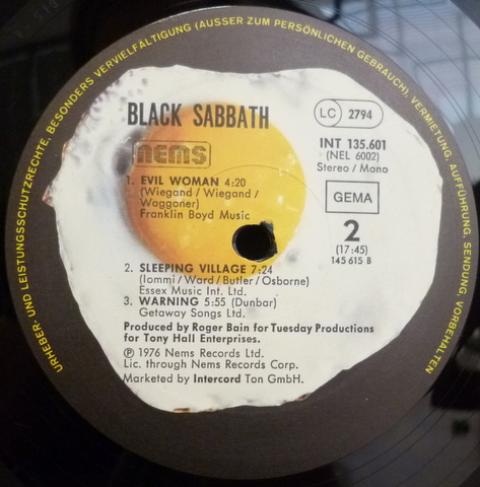 URHEBER UND LEISTUNGSSCHUTZRECHTE, BESONDERS VERVIELFÄLTIGUNG (AUSSER ZUM PERSÖNLICHEN GEBRAUCH), VERMIETUNG, AUFFÜHRUNG, SENDUNG VORBEHALTEN
BLACK SABBATH
LC 2794
nems
INT 135.601
(NEL 6002)
Stereo / Mono
GEMA
2
(17:45)
145 615 B
1. EVIL WOMAN 4:20
(Wiegand / Wiegand /
Waggoner)
Franklin Boyd Music
2. SLEEPING VILLAGE 7:24
(Iommi / Ward / Butler / Osborne)
Essex Music Int. Ltd.
3. WARNING 5:55 (Dunbar)
Getaway Songs Ltd.
Produced by Roger Bain for Tuesday Productions
for Tony Hall Enterprises.
Ⓟ 1976 Nems Records Ltd.
Lic. through Nems Records Corp.
Marketed by Intercord Ton GmbH.